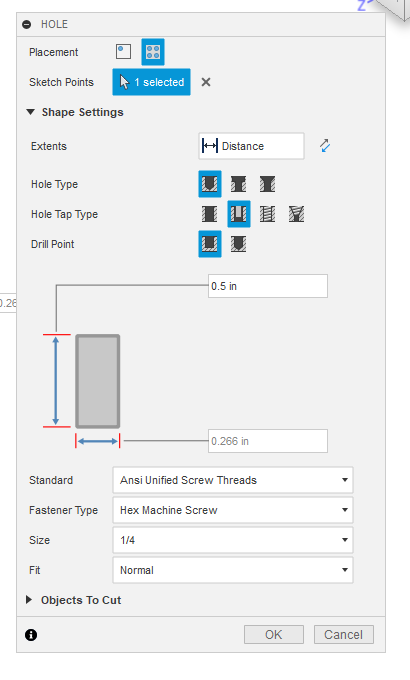 Z
HOLE
Placement
Sketch Points 1 selected
Shape Settings
Extents Distance
Hole Type
Hole Tap Type
Drill Point
0.5 in
0.26
0.266 in
Standard Ansi Unified Screw Threads
Fastener Type Hex Machine Screw
Size 1/4
Fit Normal
Objects To Cut
OK Cancel